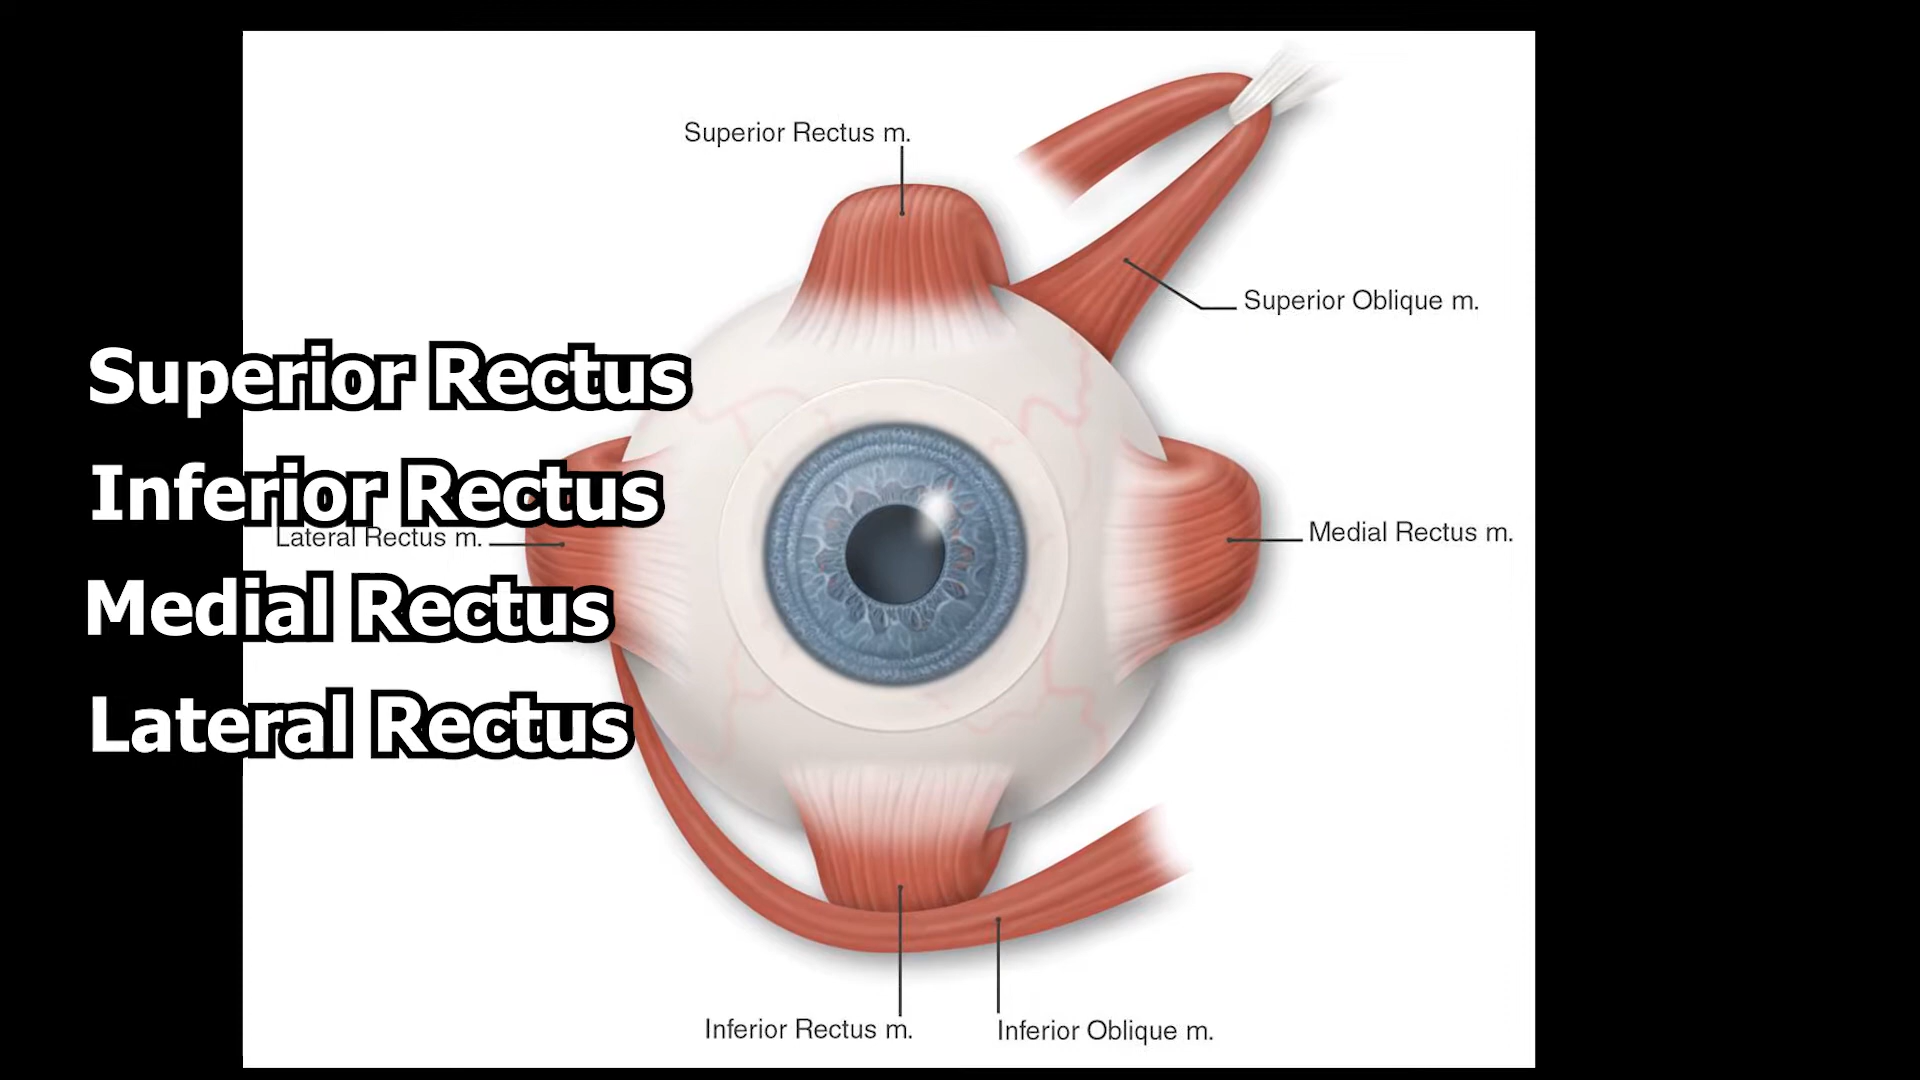 Superior Rectus m.
Superior Oblique m.
Superior Rectus
Inferior Rectus
Lateral Rectus m.
Medial Rectus m.
Medial Rectus
Lateral Rectus
Inferior Rectus m.
Inferior Oblique m.